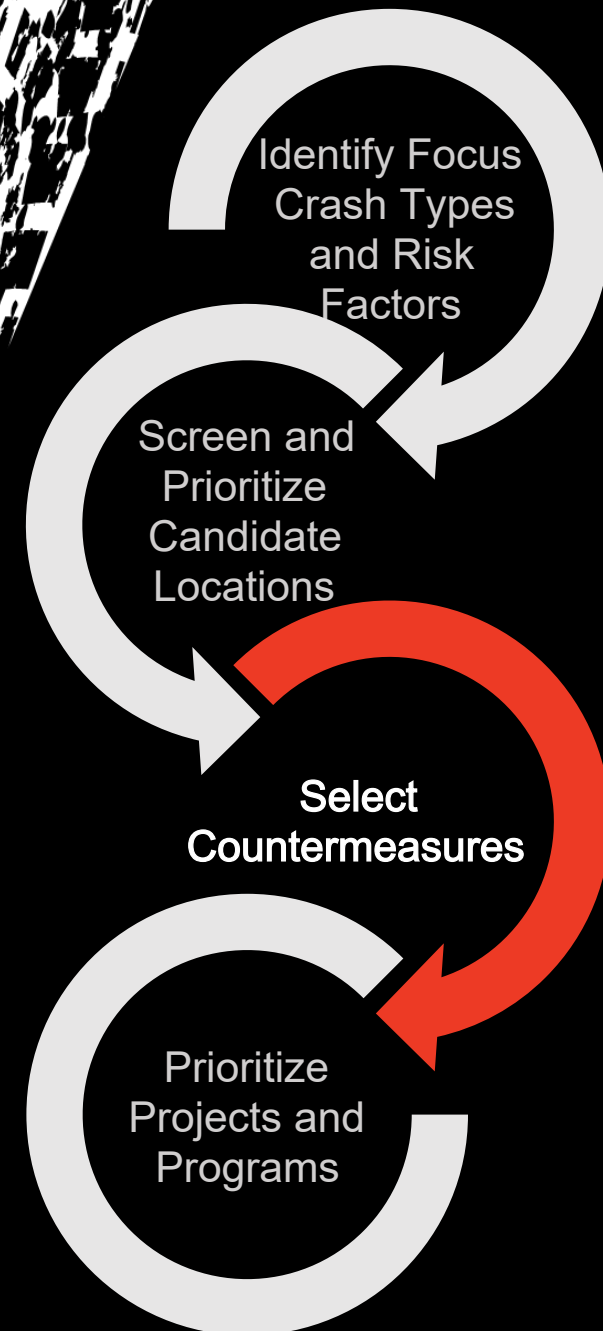 Identify Focus
Crash Types
and Risk
Factors
Screen and
Prioritize
Candidate
Locations
Select
Countermeasures
Prioritize
Projects and
Programs